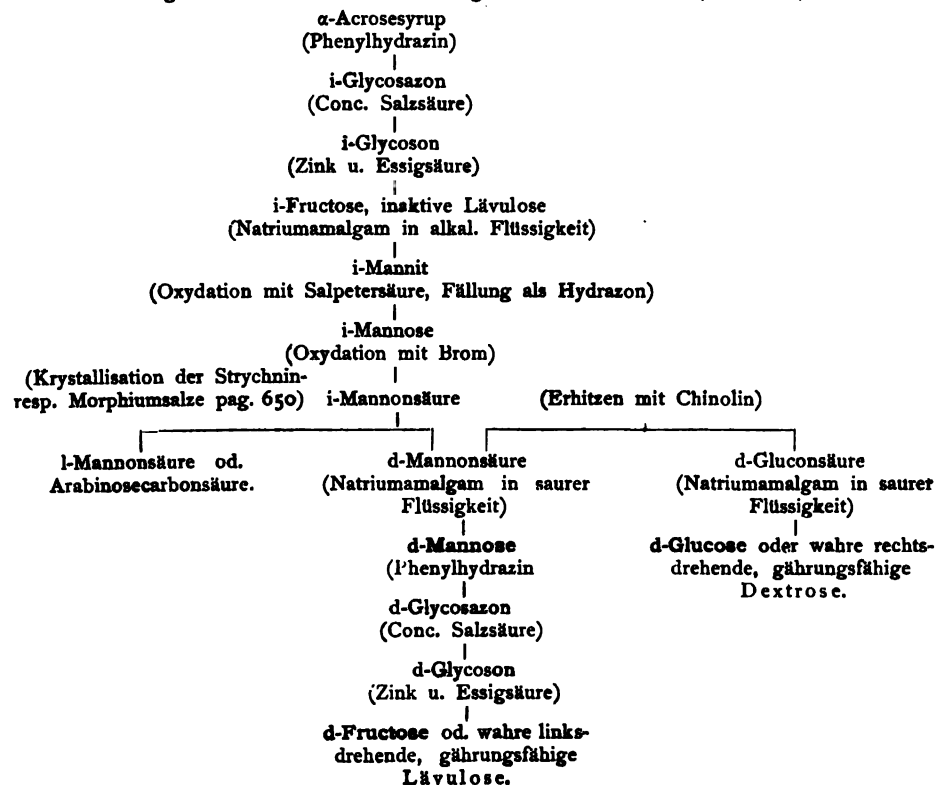 α-Acrosesyrup
(Phenylhydrazin)
i-Glycosazon
(Conc. Salzsäure)
i-Glycoson
(Zink u. Essigsäure)
i-Fructose, inaktive Lävulose
(Natriumamalgam in alkal. Flüssigkeit)
i-Mannit
(Oxydation mit Salpetersäure, Fällung als Hydrazon)
i-Mannose
(Oxydation mit Brom)
(Krystallisation der Strychnin-
resp. Morphiumsalze pag. 650) i-Mannonsäure (Erhitzen mit Chinolin)
l-Mannonsäure od.
Arabinosecarbonsäure.
d-Mannonsäure
(Natriumamalgam in saurer
Flüssigkeit)
d-Mannose
(Phenylhydrazin
d-Glycosazon
(Conc. Salzsäure)
d-Glycoson
(Zink u. Essigsäure)
d-Fructose od. wahre links-
drehende, gährungsfähige
Lävulose.
d-Gluconsäure
(Natriumamalgam in saurer
Flüssigkeit)
d-Glucose oder wahre rechts-
drehende, gährungsfähige
Dextrose.